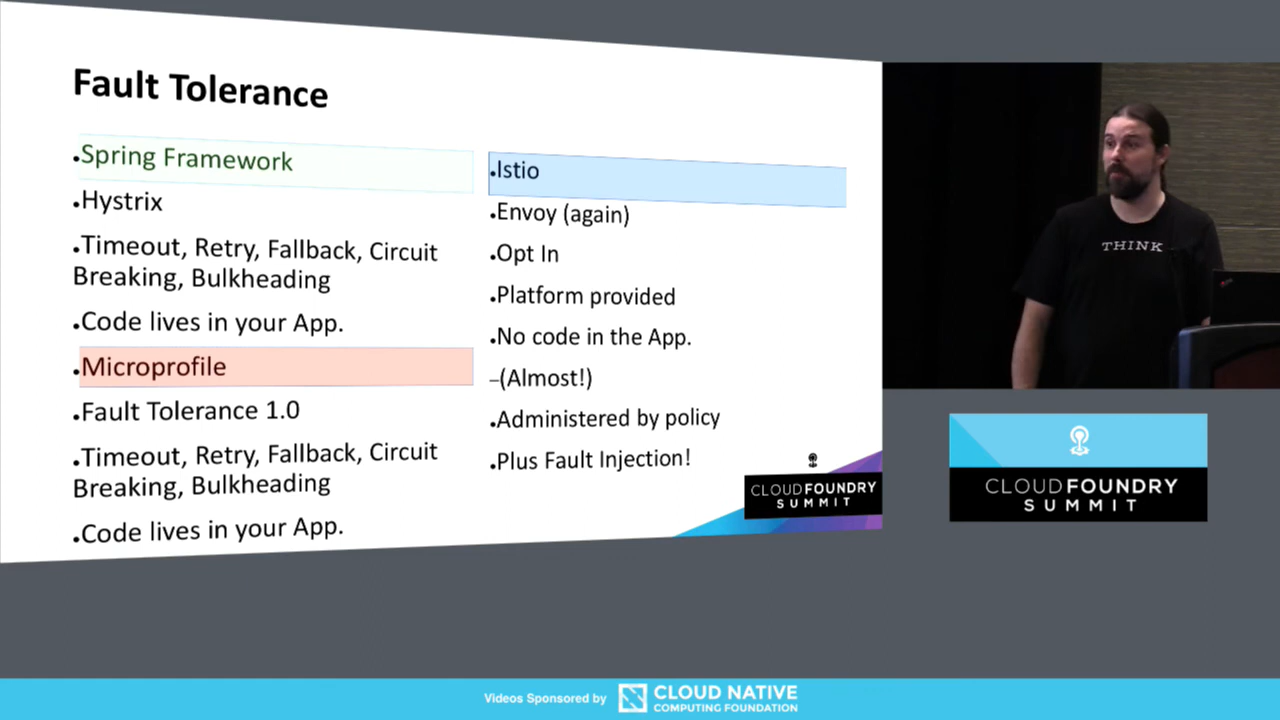 Fault Tolerance
•Spring Framework
•Hystrix
•Timeout, Retry, Fallback, Circuit
Breaking, Bulkheading
•Code lives in your App.
•Microprofile
•Fault Tolerance 1.0
•Timeout, Retry, Fallback, Circuit
Breaking, Bulkheading
•Code lives in your App.
•Istio
•Envoy (again)
•Opt In
•Platform provided
•No code in the App.
–(Almost!)
•Administered by policy
•Plus Fault Injection!
CLOUDFOUNDRY
SUMMIT
THINK
CLOUDFOUNDRY
SUMMIT
Videos Sponsored by
CLOUD NATIVE
COMPUTING FOUNDATION